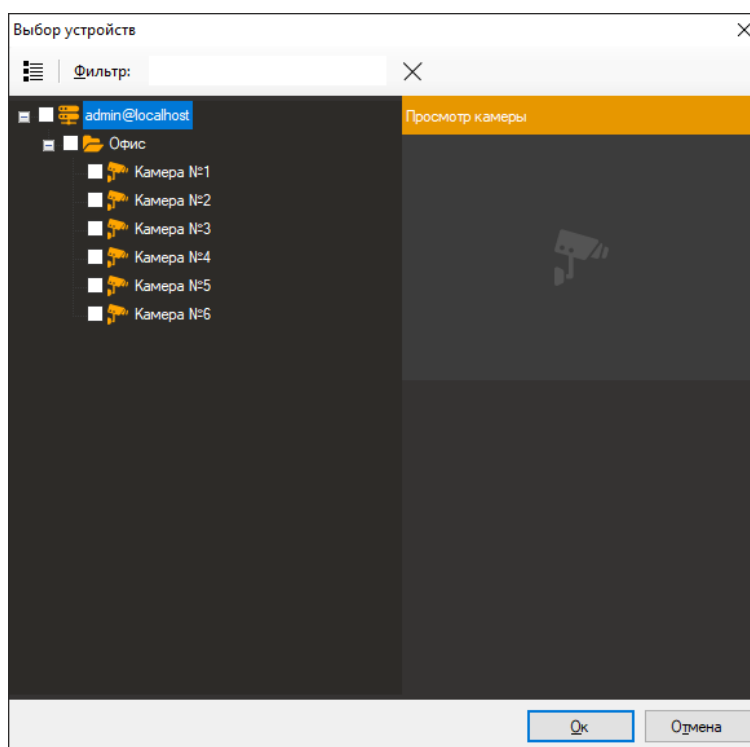 Выбор устройств
Фильтр:
admin@localhost
Просмотр камеры
Офис
Камера №1
Камера №2
Камера №3
Камера №4
Камера №5
Камера №6
Ок
Отмена